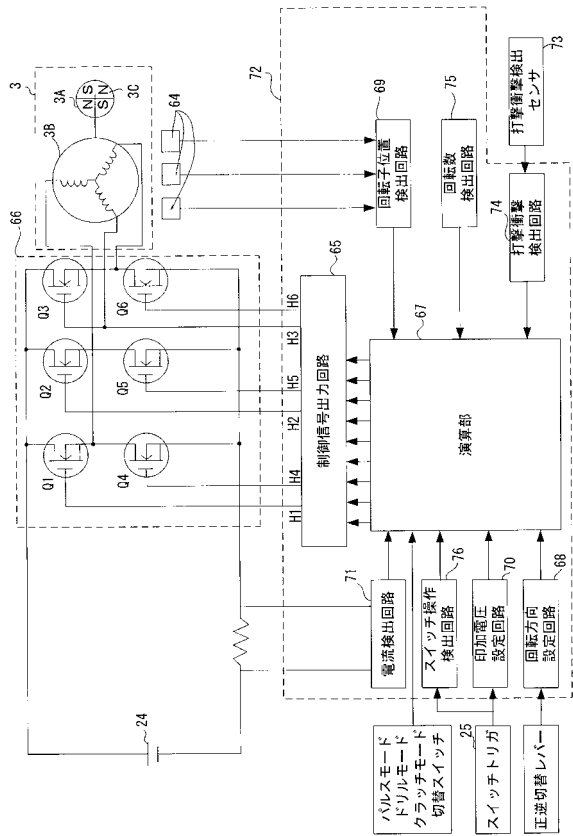 66
3
3A
N S
S N
3C
3B
64
72
Q3
Q6
Q2
Q5
Q1
Q4
24
65
H6
H3
H5
H2
H4
H1
制御信号出力回路
69
回転子位置
検出回路
75
回転数
検出回路
74
打撃衝撃
検出回路
打撃衝撃検出
センサ
73
67
演算部
71
電流検出回路
76
スイッチ操作
検出回路
70
印加電圧
設定回路
68
回転方向
設定回路
パルスモード
ドリルモード
クラッチモード
切替スイッチ
25
スイッチトリガ
正逆切替レバー